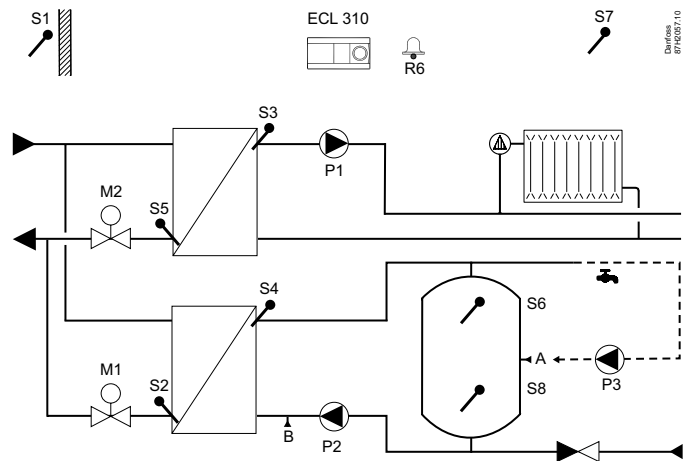 S1
ECL 310
R6
S7
Danfoss
87H2057.10
S3
P1
M2
S5
S4
S6
A
P3
M1
S2
S8
B
P2